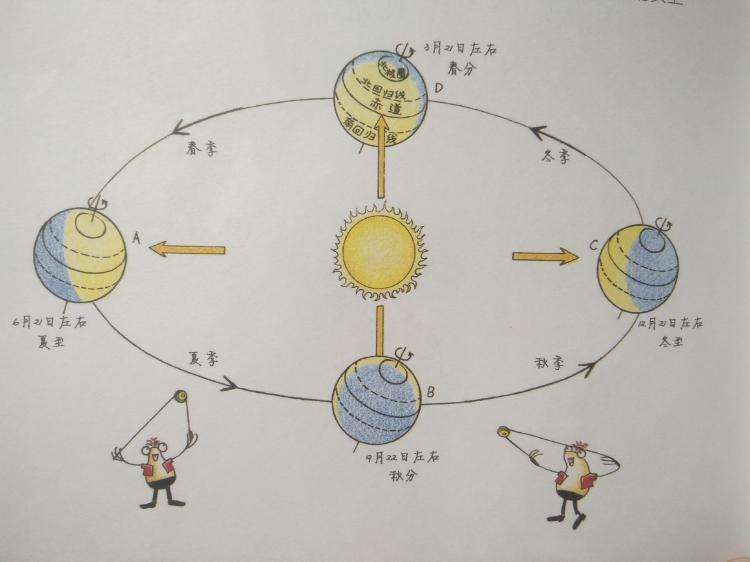 3月21日左右
春分
D
北极圈
北回归线
赤道
南回归线
春季
冬季
A
C
6月21日左右
夏至
12月21日左右
冬至
夏季
秋季
B
9月22日左右
秋分